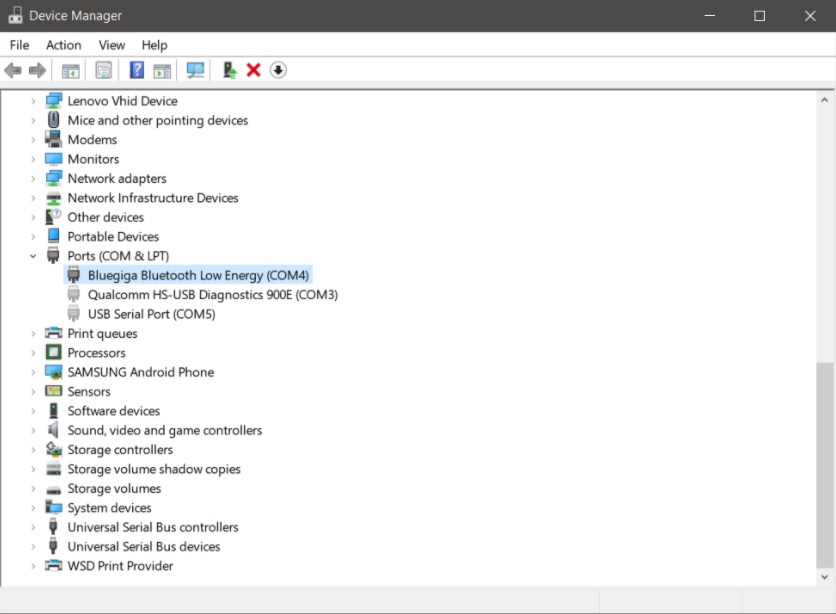 Device Manager
File Action View Help
Lenovo Vhid Device
Mice and other pointing devices
Modems
Monitors
Network adapters
Network Infrastructure Devices
Other devices
Portable Devices
Ports (COM & LPT)
Bluegiga Bluetooth Low Energy (COM4)
Qualcomm HS-USB Diagnostics 900E (COM3)
USB Serial Port (COM5)
Print queues
Processors
SAMSUNG Android Phone
Sensors
Software devices
Sound, video and game controllers
Storage controllers
Storage volume shadow copies
Storage volumes
System devices
Universal Serial Bus controllers
Universal Serial Bus devices
WSD Print Provider